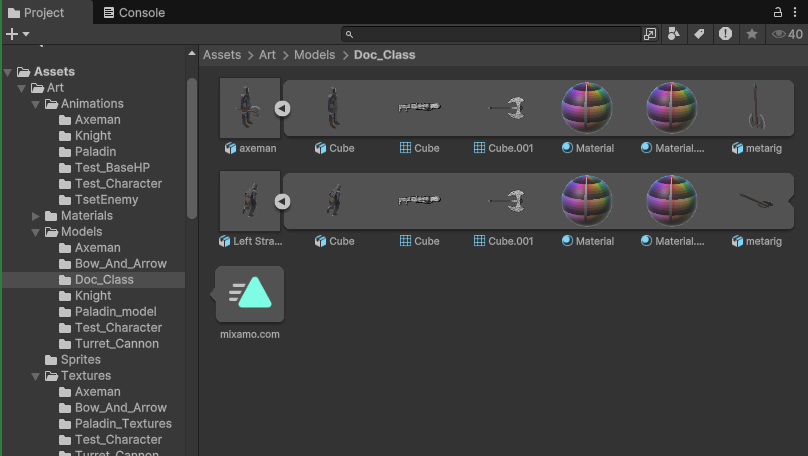 Project
Console
40
Assets > Art > Models > Doc_Class
Assets
Art
Animations
Axeman
Knight
Paladin
Test_BaseHP
Test_Character
TsetEnemy
Materials
Models
Axeman
Bow_And_Arrow
Doc_Class
Knight
Paladin_model
Test_Character
Turret_Cannon
Sprites
Textures
Axeman
Bow_And_Arrow
Paladin_Textures
Test_Character
Turret_Cannon
axeman Cube Cube Cube.001 Material Material.... metarig
Left Stra... Cube Cube Cube.001 Material Material.... metarig
mixamo.com